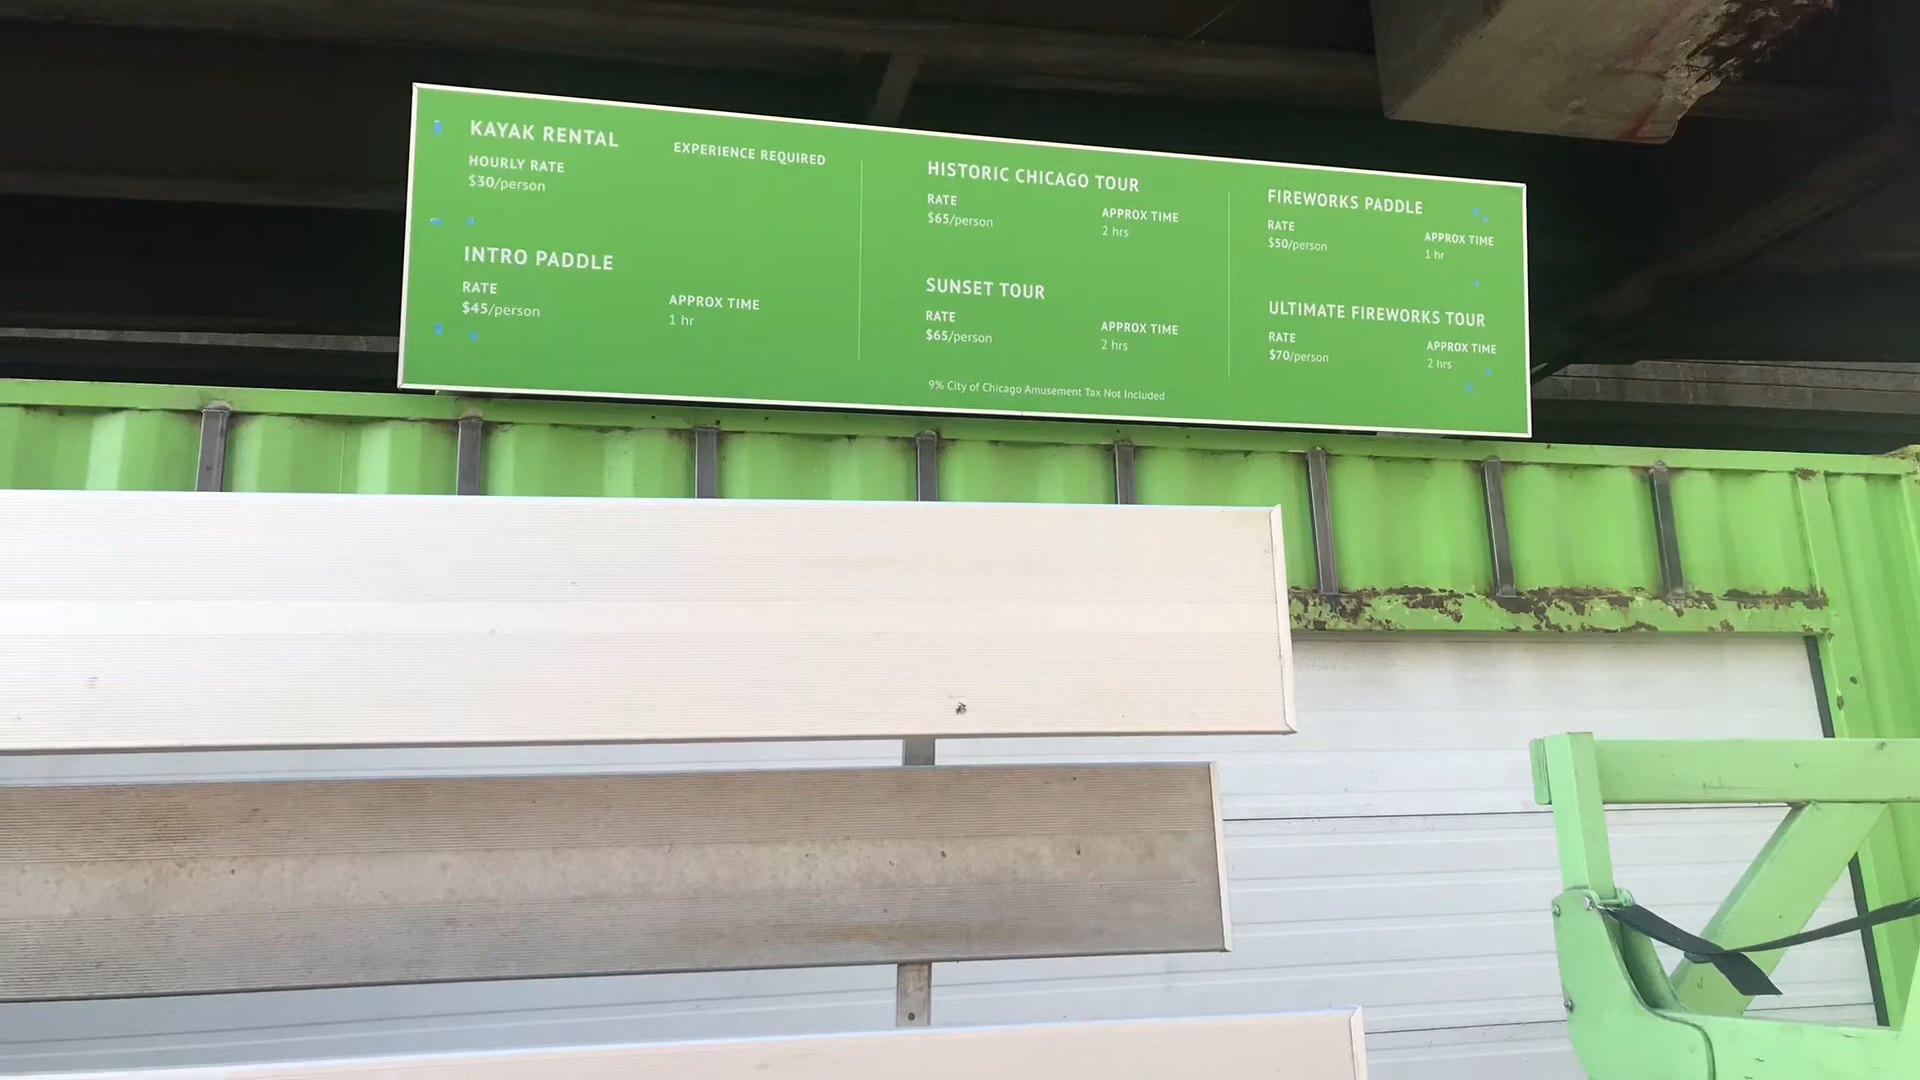 KAYAK RENTAL
EXPERIENCE REQUIRED
HOURLY RATE
$30/person
INTRO PADDLE
RATE
$45/person
APPROX TIME
1 hr
HISTORIC CHICAGO TOUR
RATE
$65/person
APPROX TIME
2 hrs
SUNSET TOUR
RATE
$65/person
APPROX TIME
2 hrs
9% City of Chicago Amusement Tax Not Included
FIREWORKS PADDLE
RATE
$50/person
APPROX TIME
1 hr
ULTIMATE FIREWORKS TOUR
RATE
$70/person
APPROX TIME
2 hrs